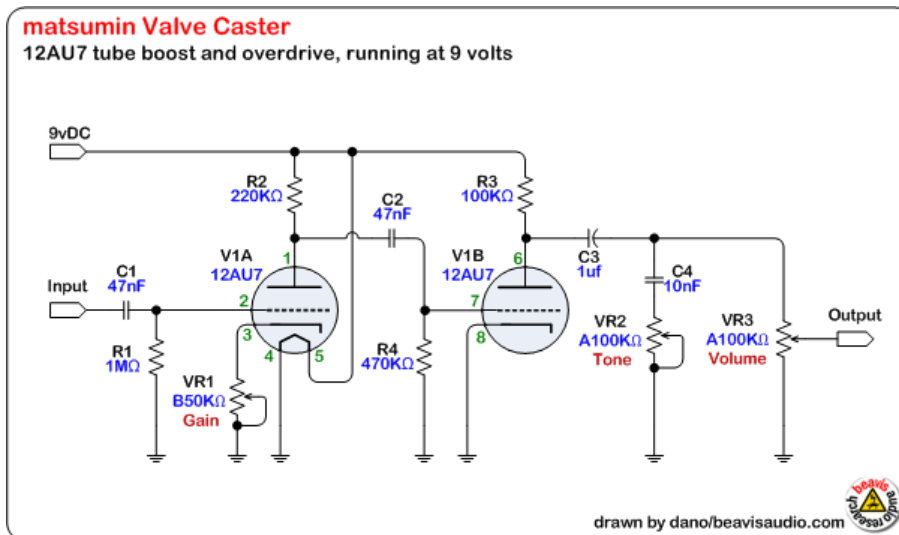 matsumin Valve Caster
12AU7 tube boost and overdrive, running at 9 volts
9vDC
R2
220KΩ
R3
100KΩ
C2
47nF
1
V1A
12AU7
V1B
12AU7
6
C3
1uf
C4
10nF
Input
C1
47nF
2
3
4
5
7
8
R1
1MΩ
VR1
B50KΩ
Gain
R4
470KΩ
VR2
A100KΩ
Tone
VR3
A100KΩ
Volume
Output
drawn by dano/beavisaudio.com
beavis audio research